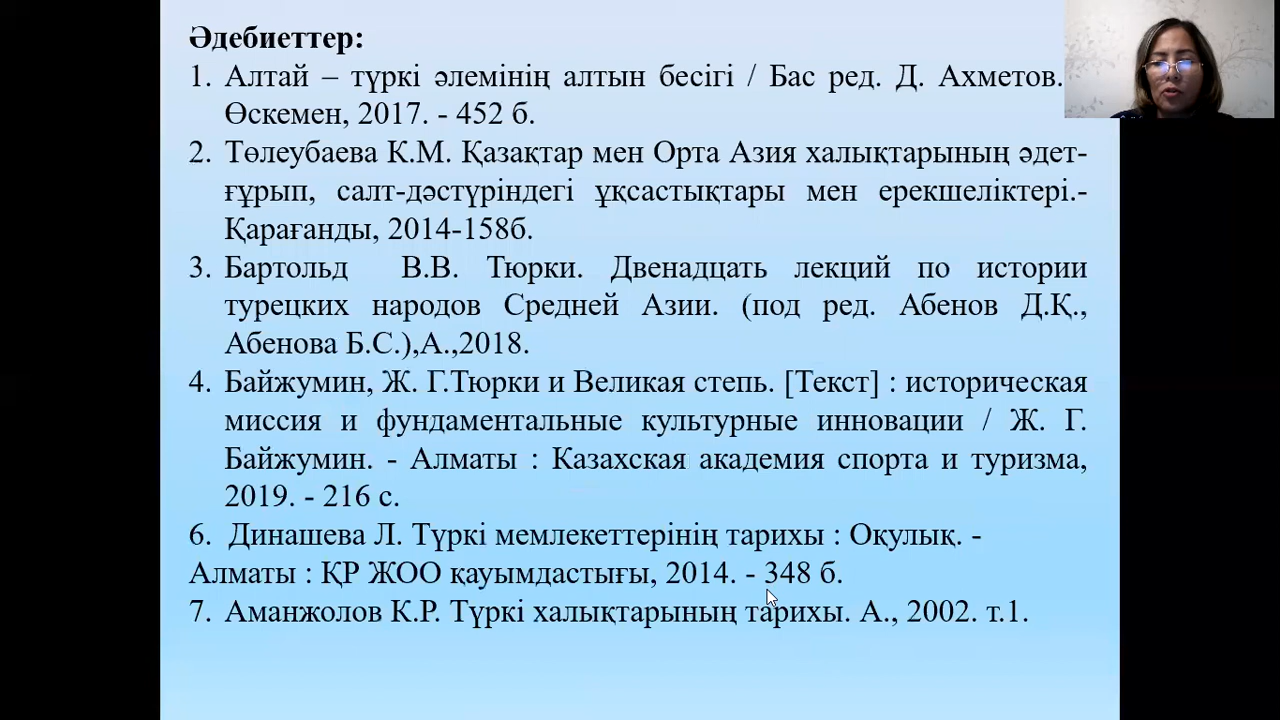 Әдебиеттер:
1. Алтай – түркі әлемінің алтын бесігі / Бас ред. Д. Ахметов.
Өскемен, 2017. - 452 б.
2. Төлеубаева К.М. Қазақтар мен Орта Азия халықтарының әдет-
ғұрып, салт-дәстүріндегі ұқсастықтары мен ерекшеліктері.-
Қарағанды, 2014-158б.
3. Бартольд В.В. Тюрки. Двенадцать лекций по истории
турецких народов Средней Азии. (под ред. Абенов Д.Қ.,
Абенова Б.С.),А.,2018.
4. Байжумин, Ж. Г.Тюрки и Великая степь. [Текст] : историческая
миссия и фундаментальные культурные инновации / Ж. Г.
Байжумин. - Алматы : Казахская академия спорта и туризма,
2019. - 216 с.
6. Динашева Л. Түркі мемлекеттерінің тарихы : Оқулық. -
Алматы : ҚР ЖОО қауымдастығы, 2014. - 348 б.
7. Аманжолов К.Р. Түркі халықтарының тарихы. А., 2002. т.1.